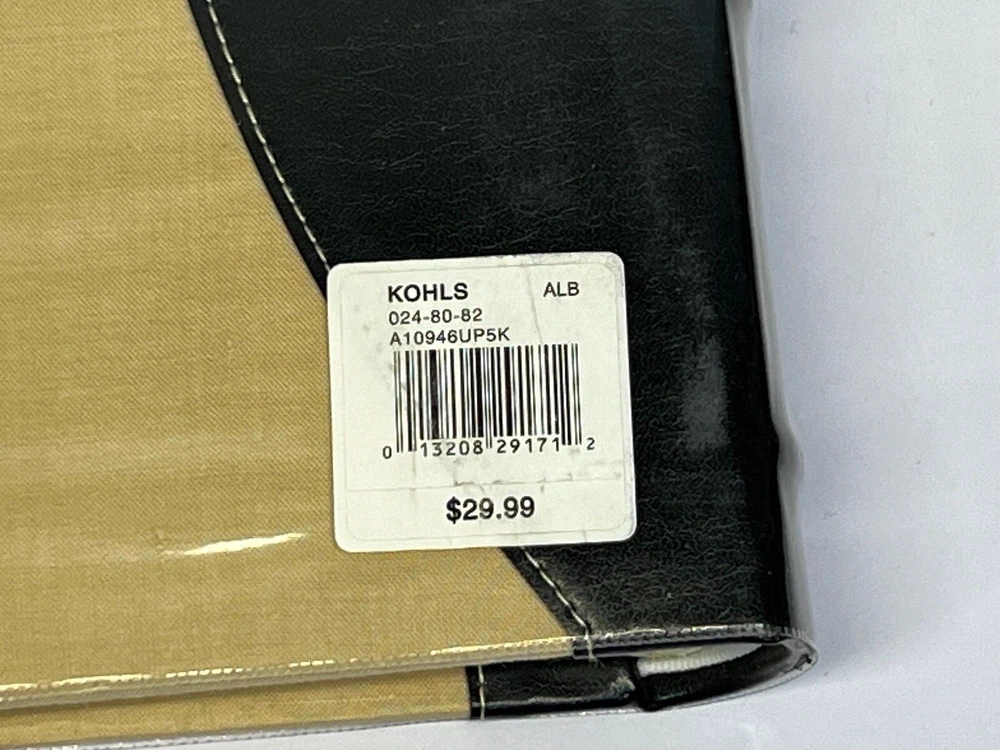 KOHLS ALB
024-80-82
A10946UP5K
0 13208 29171 2
$29.99